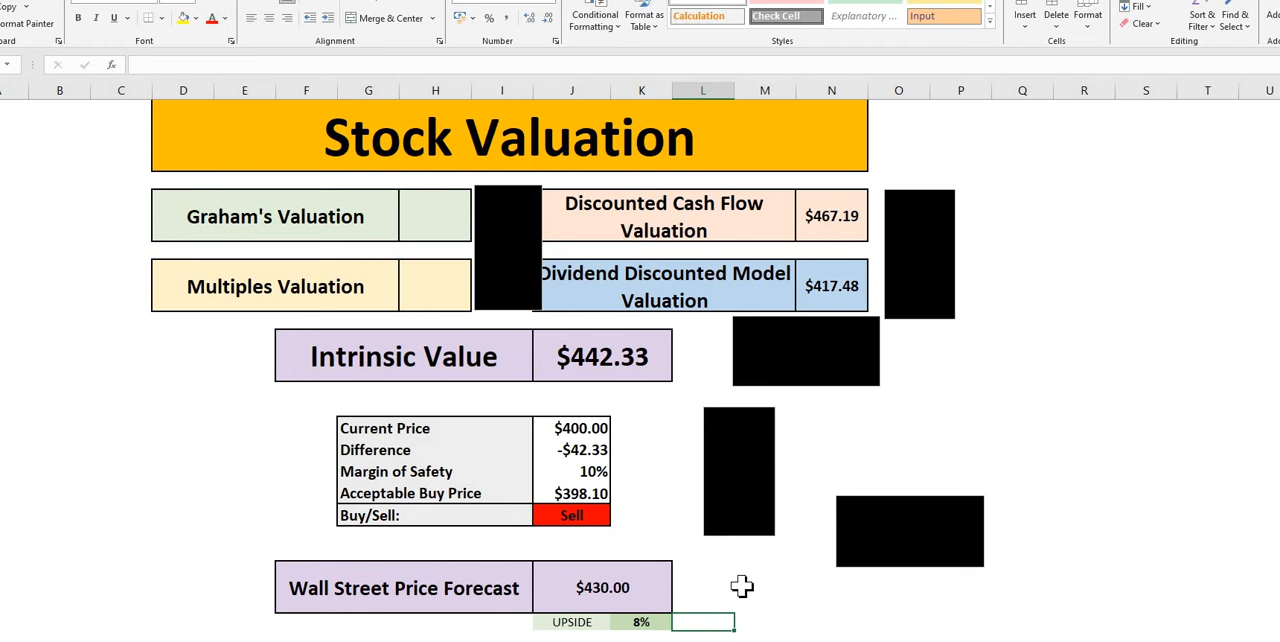 Copy
Format Painter
B I U
Merge & Center
% ,
Conditional Formatting
Format as Table
Calculation
Check Cell
Explanatory ...
Input
Insert
Delete
Format
Fill
Clear
Sort & Filter
Find & Select
Font
Alignment
Number
Styles
Cells
Editing
fx
B C D E F G H I J K L M N O P Q R S T U
Stock Valuation
Graham's Valuation
Discounted Cash Flow
Valuation
$467.19
Multiples Valuation
Dividend Discounted Model
Valuation
$417.48
Intrinsic Value $442.33
Current Price $400.00
Difference -$42.33
Margin of Safety 10%
Acceptable Buy Price $398.10
Buy/Sell: Sell
Wall Street Price Forecast $430.00
UPSIDE 8%